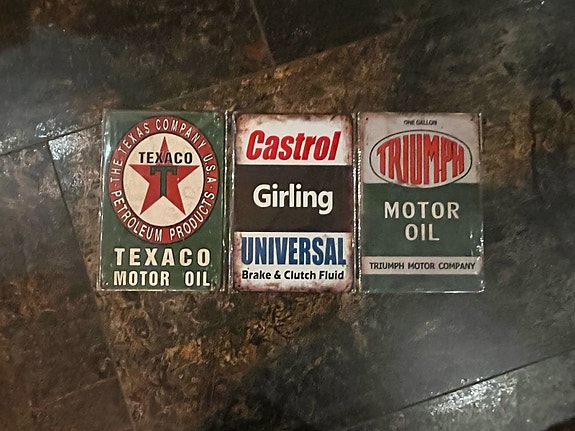 THE TEXAS COMPANY U.S.A
PETROLEUM PRODUCTS
TEXACO
T
TEXACO
MOTOR OIL
Castrol
Girling
UNIVERSAL
Brake & Clutch Fluid
ONE GALLON
TRIUMPH
MOTOR
OIL
TRIUMPH MOTOR COMPANY